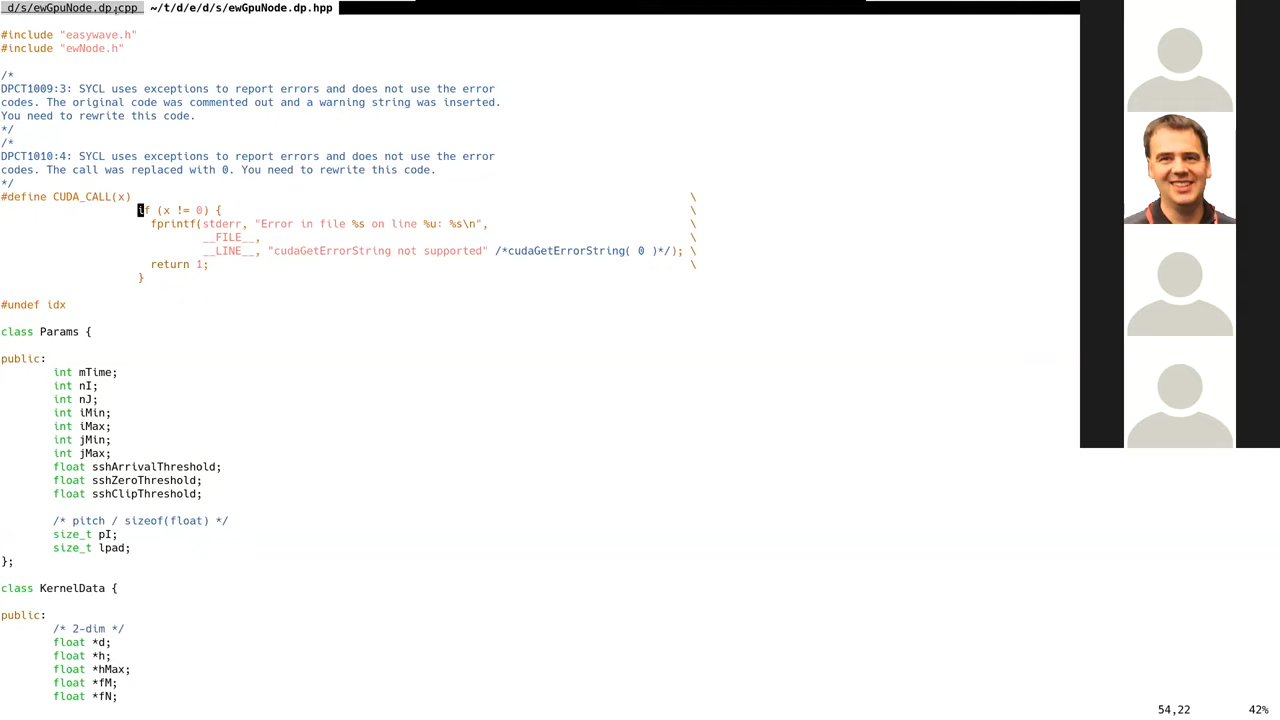 d/s/ewGpuNode.dp.cpp ~/t/d/e/d/s/ewGpuNode.dp.hpp
#include "easywave.h"
#include "ewNode.h"
/*
DPCT1009:3: SYCL uses exceptions to report errors and does not use the error
codes. The original code was commented out and a warning string was inserted.
You need to rewrite this code.
*/
/*
DPCT1010:4: SYCL uses exceptions to report errors and does not use the error
codes. The call was replaced with 0. You need to rewrite this code.
*/
#define CUDA_CALL(x) \
if (x != 0) { \
fprintf(stderr, "Error in file %s on line %u: %s\n", \
__FILE__, \
__LINE__, "cudaGetErrorString not supported" /*cudaGetErrorString( 0 )*/); \
return 1; \
}
#undef idx
class Params {
public:
int mTime;
int nI;
int nJ;
int iMin;
int iMax;
int jMin;
int jMax;
float sshArrivalThreshold;
float sshZeroThreshold;
float sshClipThreshold;
/* pitch / sizeof(float) */
size_t pI;
size_t lpad;
};
class KernelData {
public:
/* 2-dim */
float *d;
float *h;
float *hMax;
float *fM;
float *fN;
54,22 42%